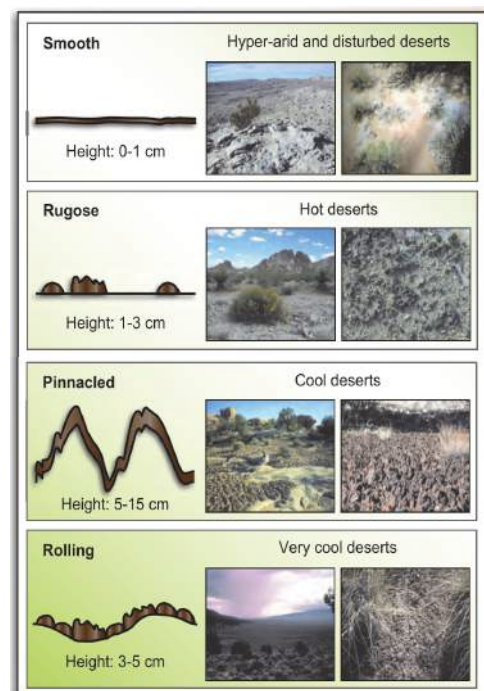 Smooth
Hyper-arid and disturbed deserts
Height: 0-1 cm
Rugose
Hot deserts
Height: 1-3 cm
Pinnacled
Cool deserts
Height: 5-15 cm
Rolling
Very cool deserts
Height: 3-5 cm